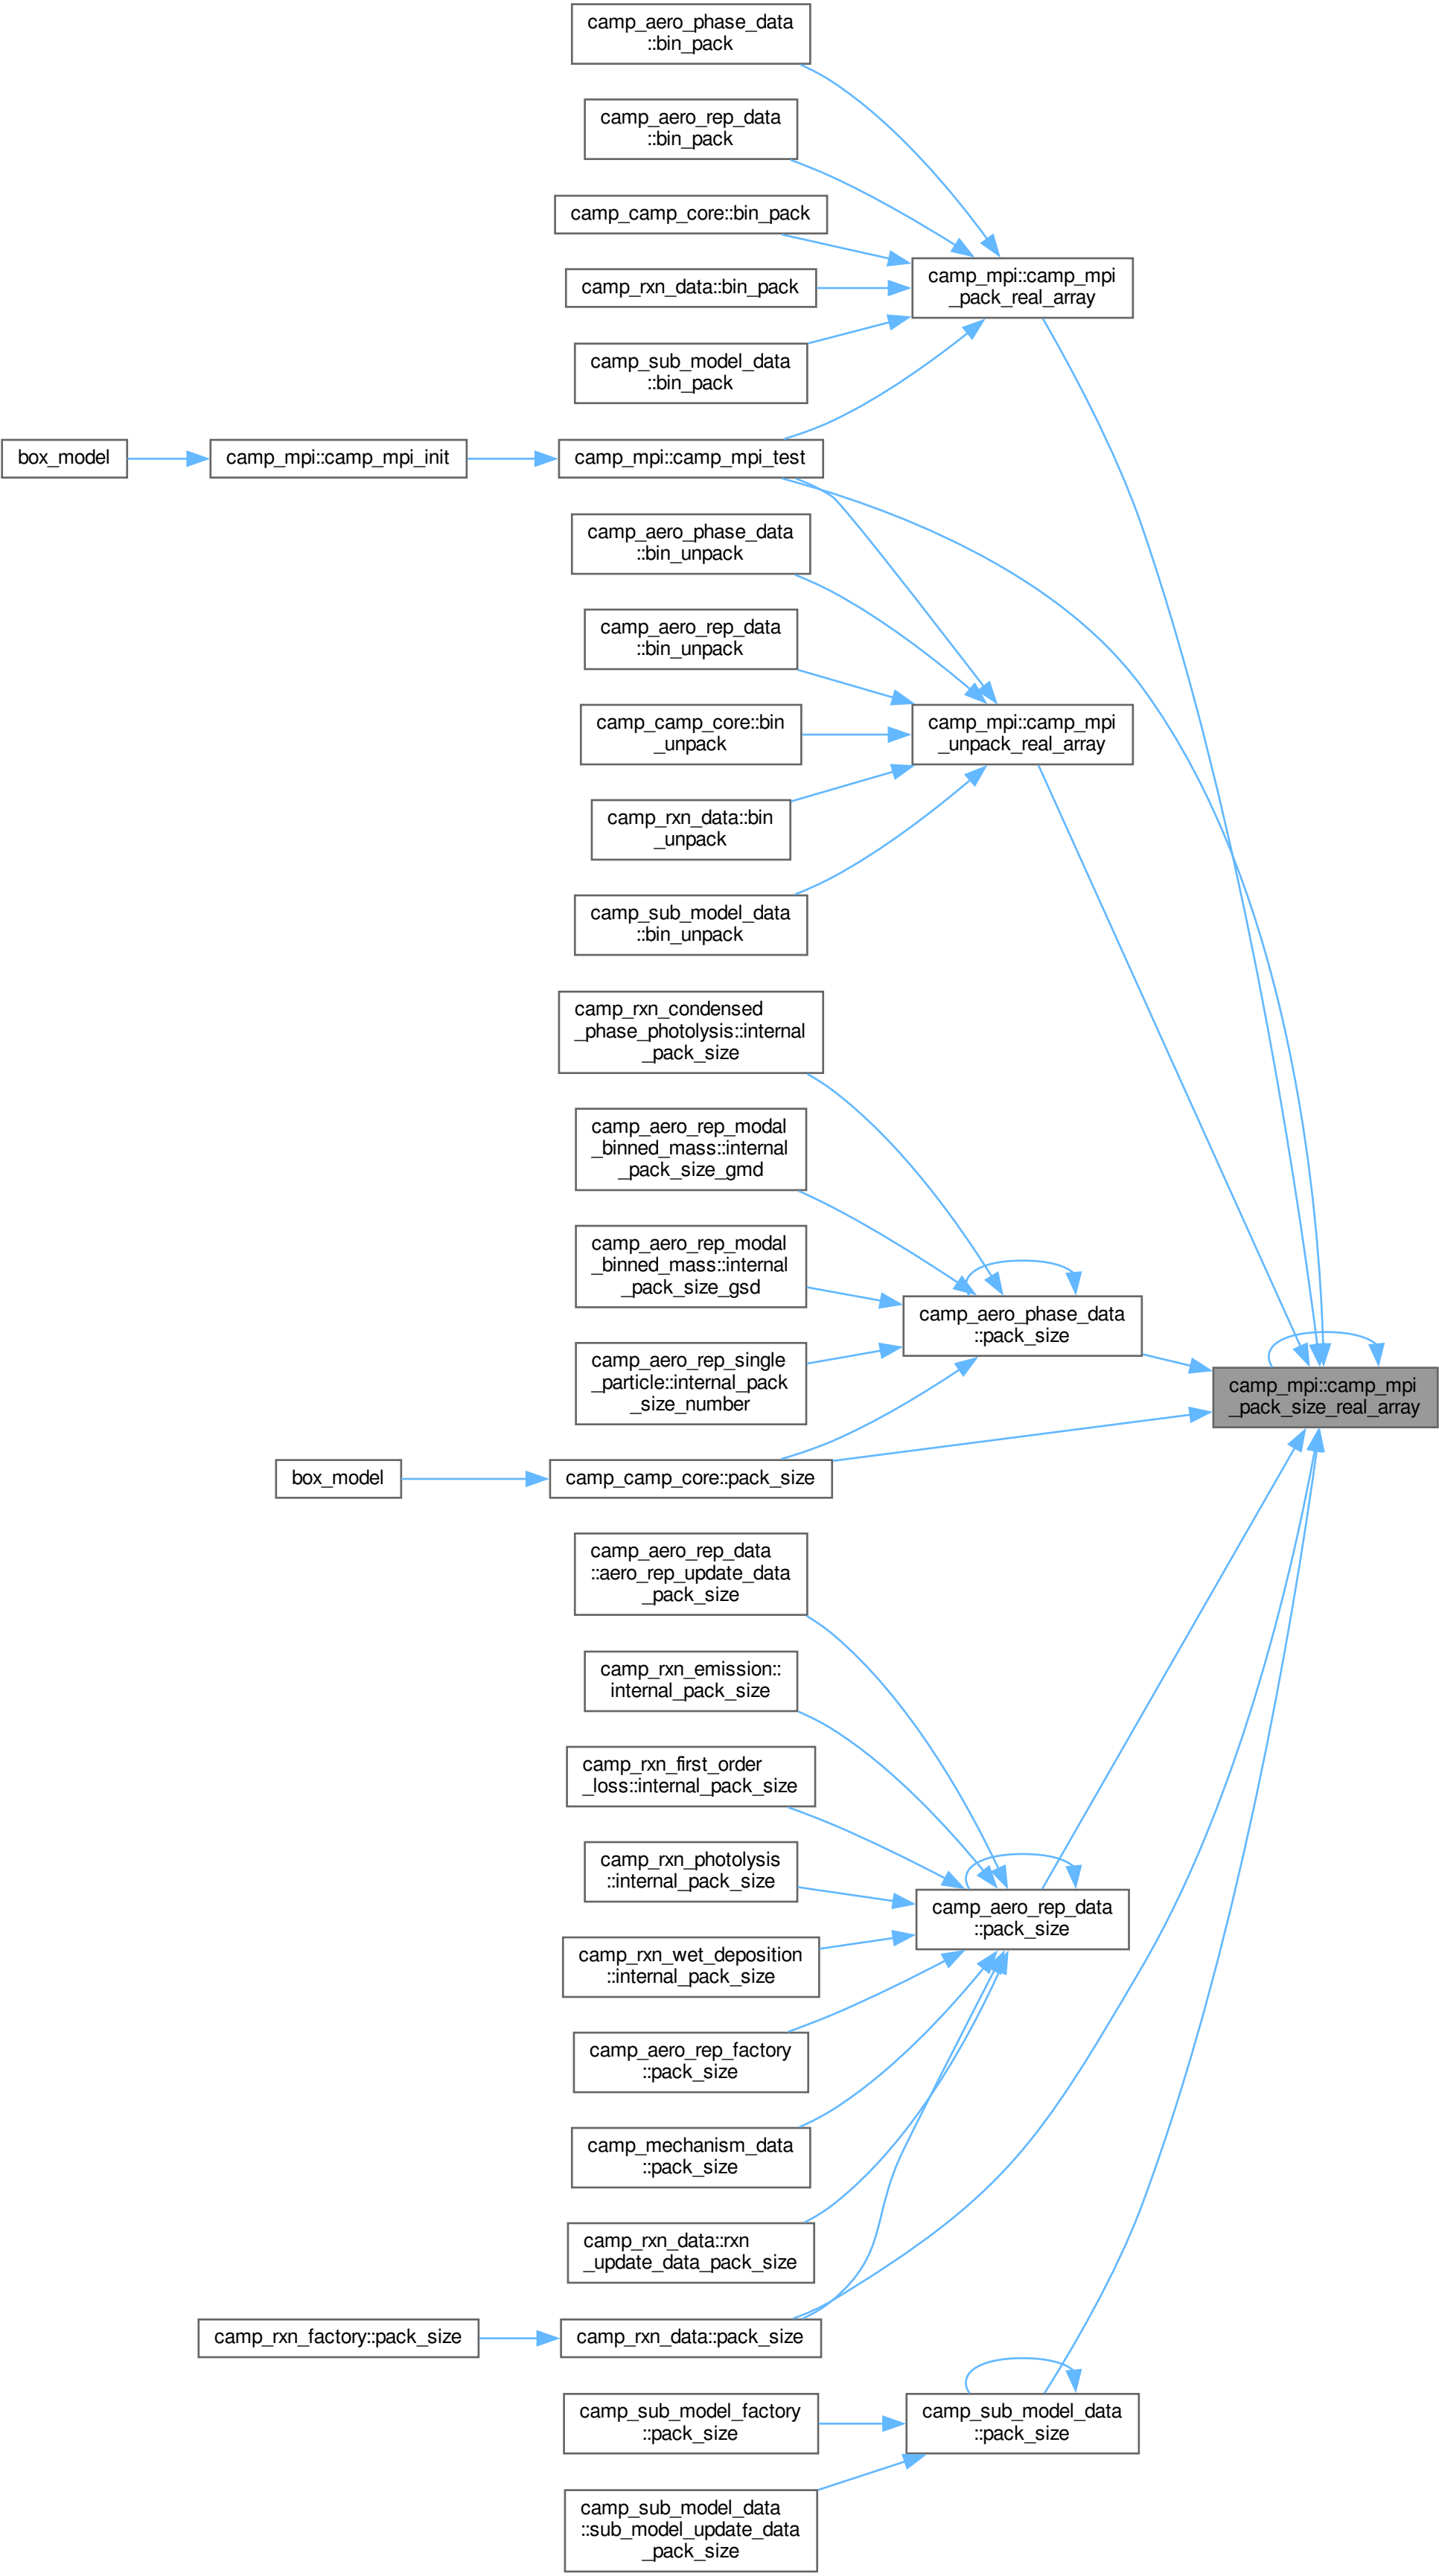 camp_aero_phase_data
::bin_pack
camp_aero_rep_data
::bin_pack
camp_camp_core::bin_pack
camp_mpi::camp_mpi
_pack_real_array
camp_rxn_data::bin_pack
camp_sub_model_data
::bin_pack
box_model
camp_mpi::camp_mpi_init
camp_mpi::camp_mpi_test
camp_aero_phase_data
::bin_unpack
camp_aero_rep_data
::bin_unpack
camp_camp_core::bin
_unpack
camp_mpi::camp_mpi
_unpack_real_array
camp_rxn_data::bin
_unpack
camp_sub_model_data
::bin_unpack
camp_rxn_condensed
_phase_photolysis::internal
_pack_size
camp_aero_rep_modal
_binned_mass::internal
_pack_size_gmd
camp_aero_rep_modal
_binned_mass::internal
_pack_size_gsd
camp_aero_phase_data
::pack_size
camp_aero_rep_single
_particle::internal_pack
_size_number
camp_mpi::camp_mpi
_pack_size_real_array
box_model
camp_camp_core::pack_size
camp_aero_rep_data
::aero_rep_update_data
_pack_size
camp_rxn_emission::
internal_pack_size
camp_rxn_first_order
_loss::internal_pack_size
camp_rxn_photolysis
::internal_pack_size
camp_aero_rep_data
::pack_size
camp_rxn_wet_deposition
::internal_pack_size
camp_aero_rep_factory
::pack_size
camp_mechanism_data
::pack_size
camp_rxn_data::rxn
_update_data_pack_size
camp_rxn_factory::pack_size
camp_rxn_data::pack_size
camp_sub_model_factory
::pack_size
camp_sub_model_data
::pack_size
camp_sub_model_data
::sub_model_update_data
_pack_size